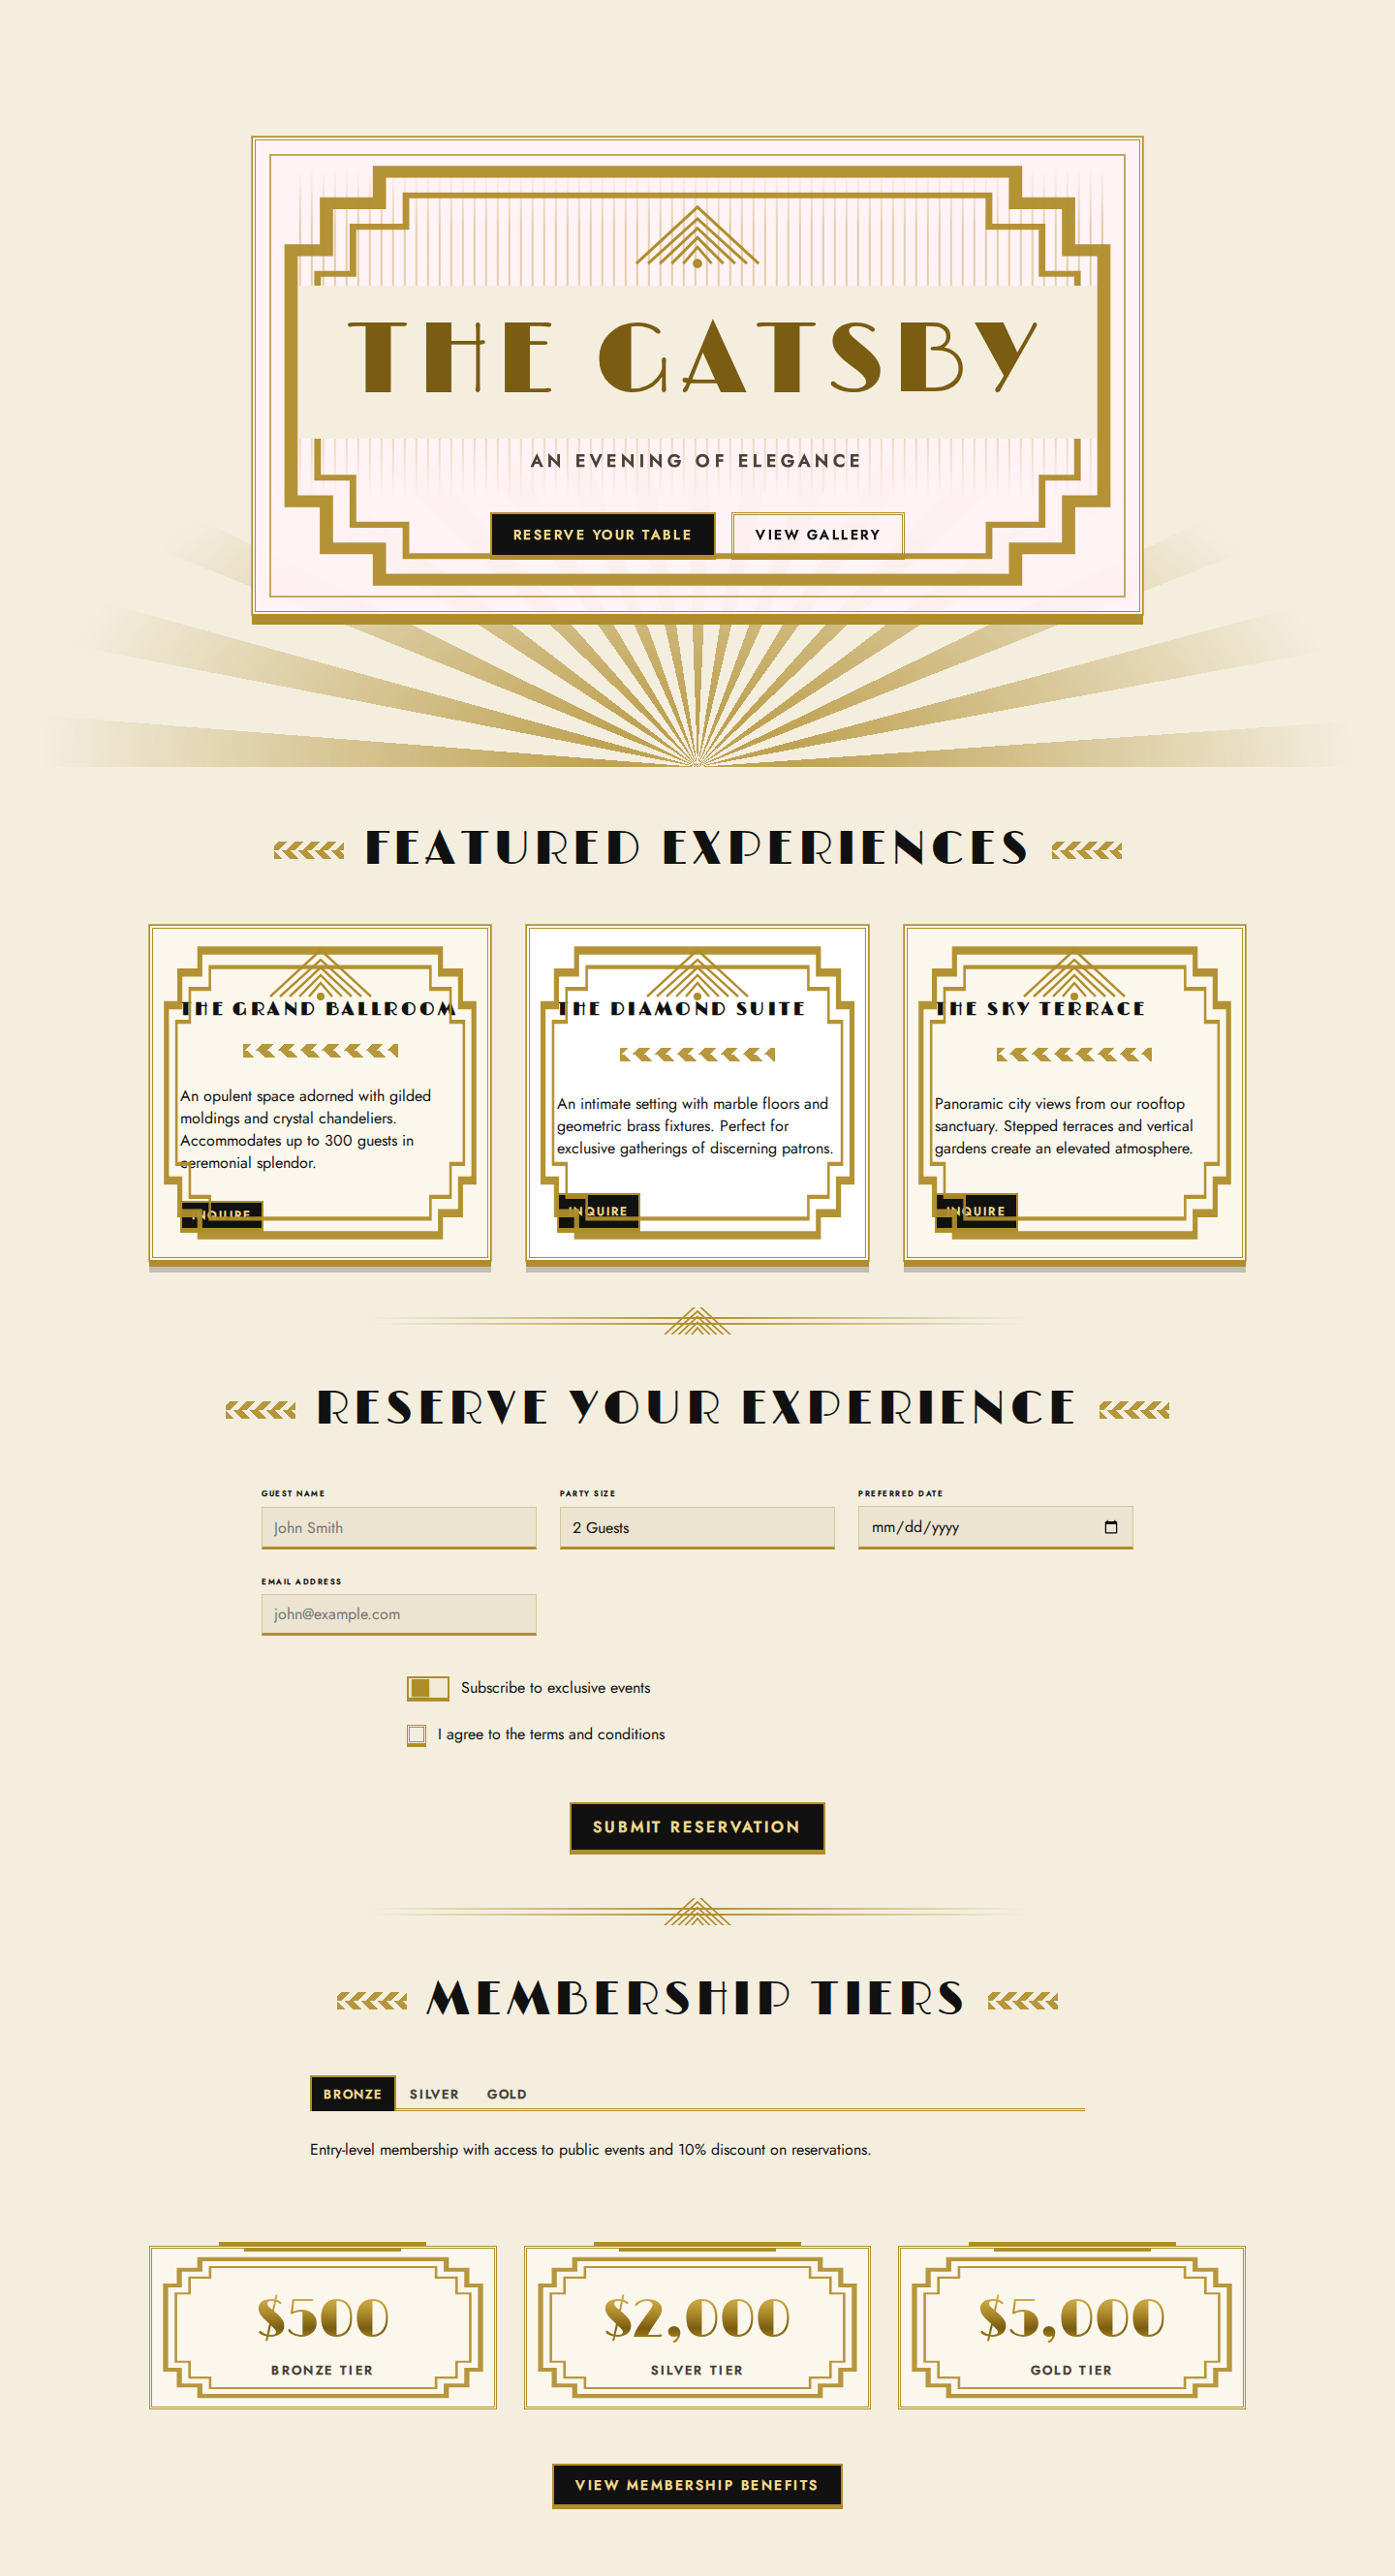 THE GATSBY
AN EVENING OF ELEGANCE
RESERVE YOUR TABLE
VIEW GALLERY
FEATURED EXPERIENCES
THE GRAND BALLROOM
An opulent space adorned with gilded
moldings and crystal chandeliers.
Accommodates up to 300 guests in
ceremonial splendor.
INQUIRE
THE DIAMOND SUITE
An intimate setting with marble floors and
geometric brass fixtures. Perfect for
exclusive gatherings of discerning patrons.
INQUIRE
THE SKY TERRACE
Panoramic city views from our rooftop
sanctuary. Stepped terraces and vertical
gardens create an elevated atmosphere.
INQUIRE
RESERVE YOUR EXPERIENCE
GUEST NAME
John Smith
PARTY SIZE
2 Guests
PREFERRED DATE
mm/dd/yyyy
EMAIL ADDRESS
john@example.com
Subscribe to exclusive events
I agree to the terms and conditions
SUBMIT RESERVATION
MEMBERSHIP TIERS
BRONZE
SILVER
GOLD
Entry-level membership with access to public events and 10% discount on reservations.
$500
BRONZE TIER
$2,000
SILVER TIER
$5,000
GOLD TIER
VIEW MEMBERSHIP BENEFITS